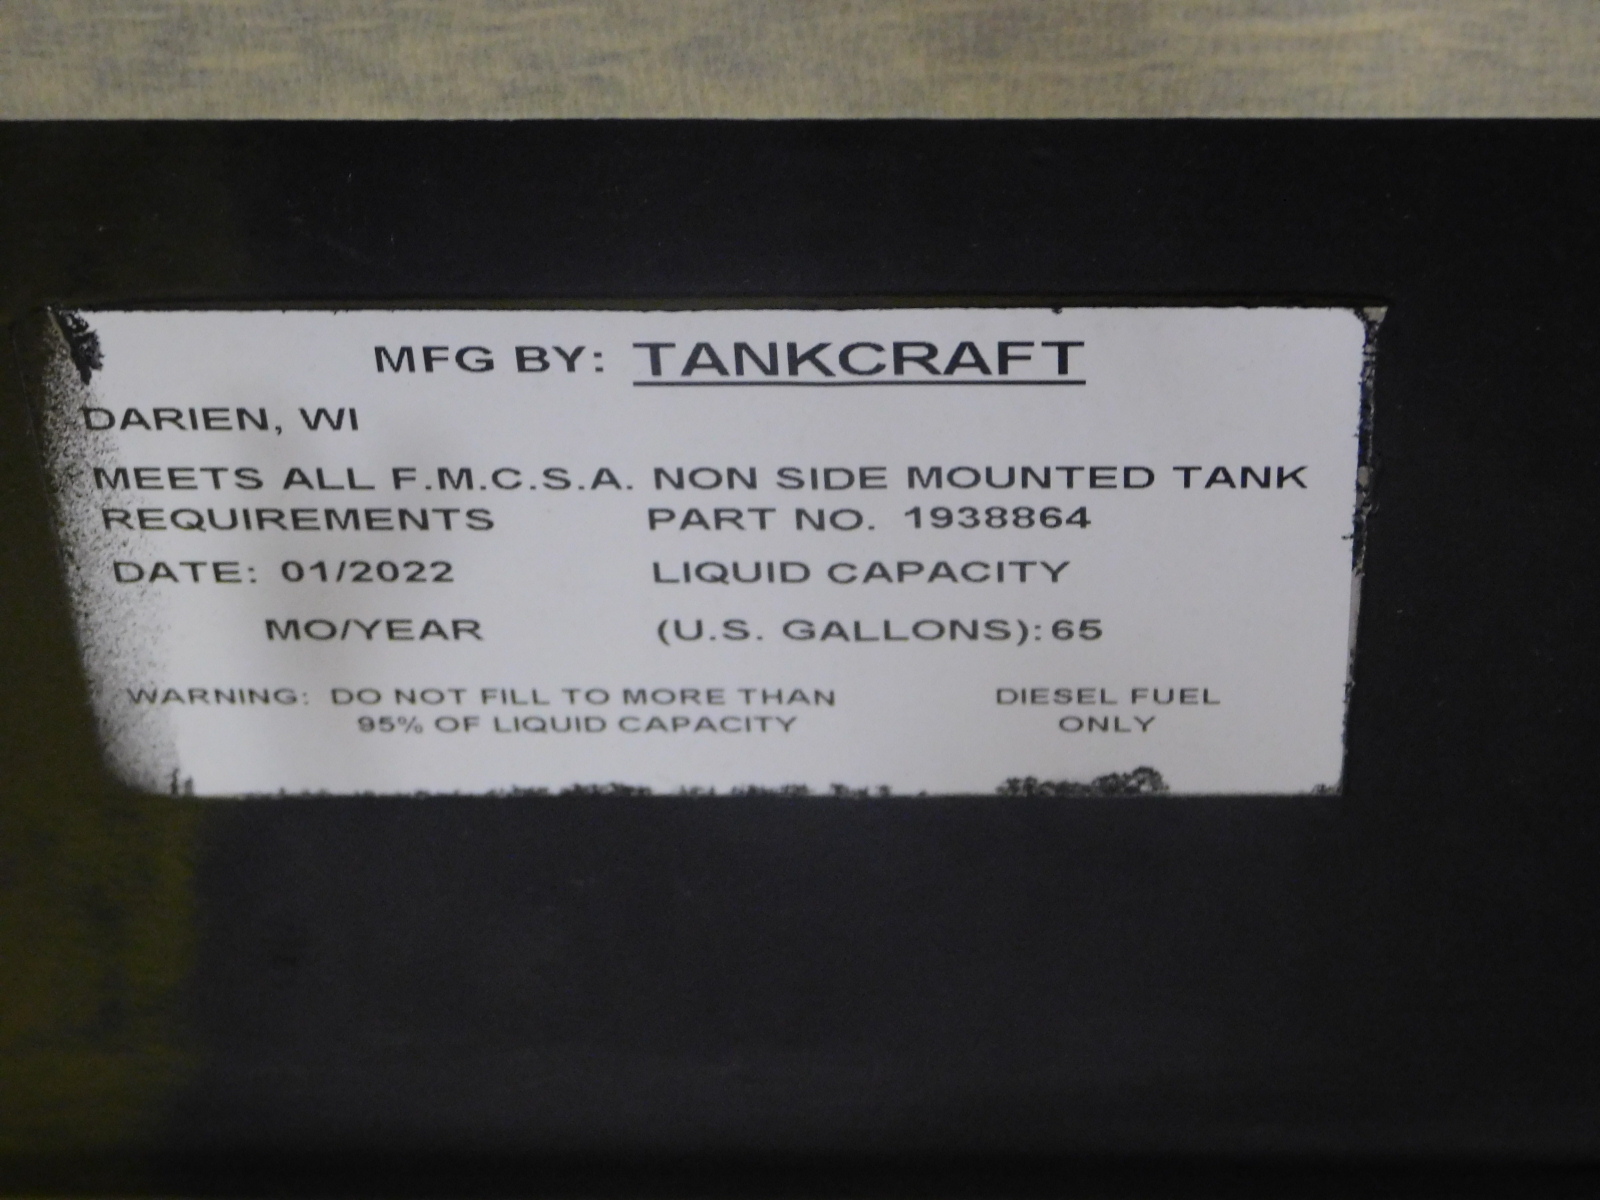 MFG BY: TANKCRAFT
DARIEN, WI
MEETS ALL F.M.C.S.A. NON SIDE MOUNTED TANK
REQUIREMENTS PART NO. 1938864
DATE: 01/2022 LIQUID CAPACITY
MO/YEAR (U.S. GALLONS): 65
WARNING: DO NOT FILL TO MORE THAN DIESEL FUEL
95% OF LIQUID CAPACITY ONLY